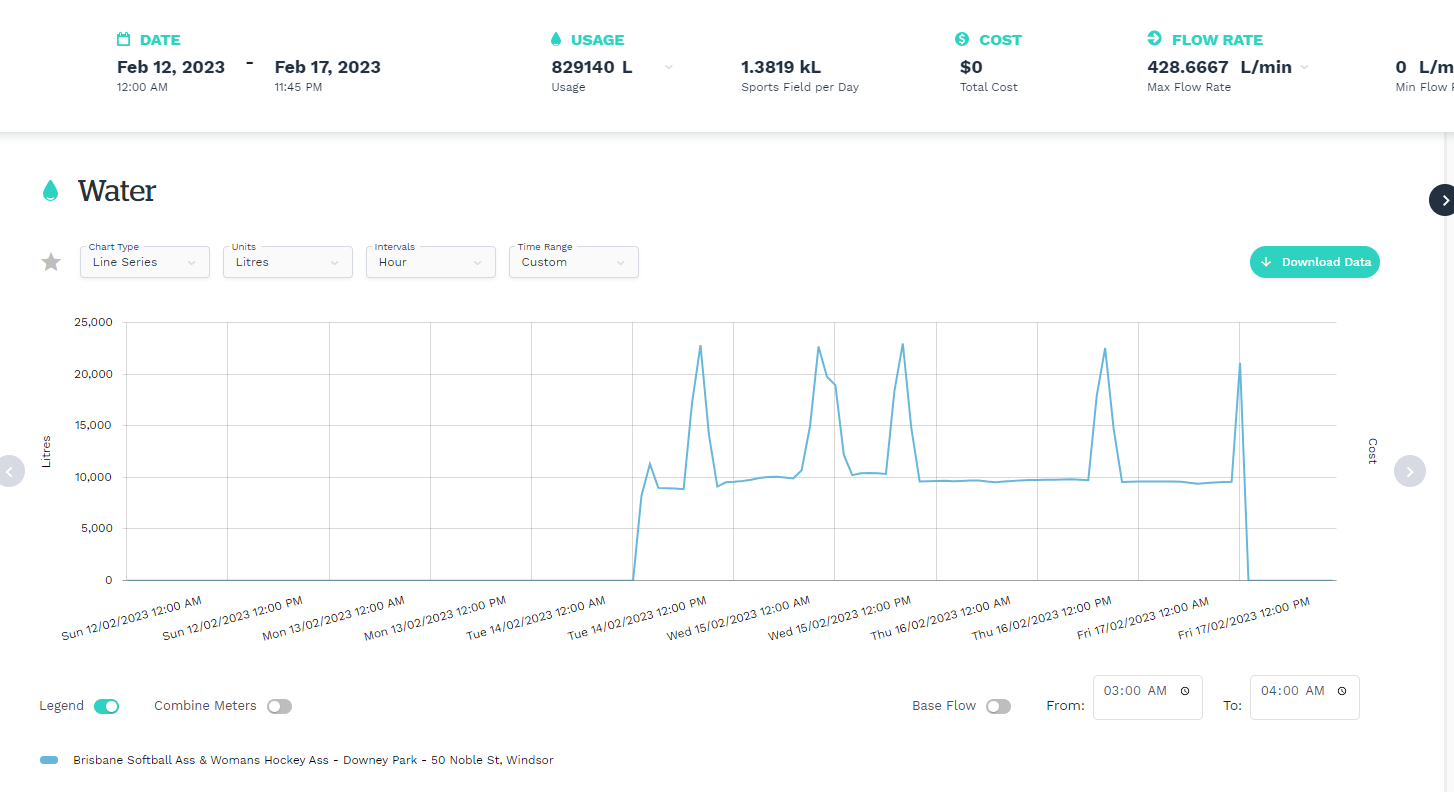 DATE
Feb 12, 2023 - Feb 17, 2023
12:00 AM 11:45 PM
USAGE
829140 L 1.3819 kL
Usage Sports Field per Day
COST
$0
Total Cost
FLOW RATE
428.6667 L/min 0 L/m
Max Flow Rate Min Flow
Water
Chart Type Units Intervals Time Range
Line Series Litres Hour Custom
Download Data
25,000
20,000
15,000
10,000
5,000
0
Litres
Cost
Sun 12/02/2023 12:00 AM
Sun 12/02/2023 12:00 PM
Mon 13/02/2023 12:00 AM
Mon 13/02/2023 12:00 PM
Tue 14/02/2023 12:00 AM
Tue 14/02/2023 12:00 PM
Wed 15/02/2023 12:00 AM
Wed 15/02/2023 12:00 PM
Thu 16/02/2023 12:00 AM
Thu 16/02/2023 12:00 PM
Fri 17/02/2023 12:00 AM
Fri 17/02/2023 12:00 PM
Legend Combine Meters Base Flow From: 03:00 AM To: 04:00 AM
Brisbane Softball Ass & Womans Hockey Ass - Downey Park - 50 Noble St, Windsor